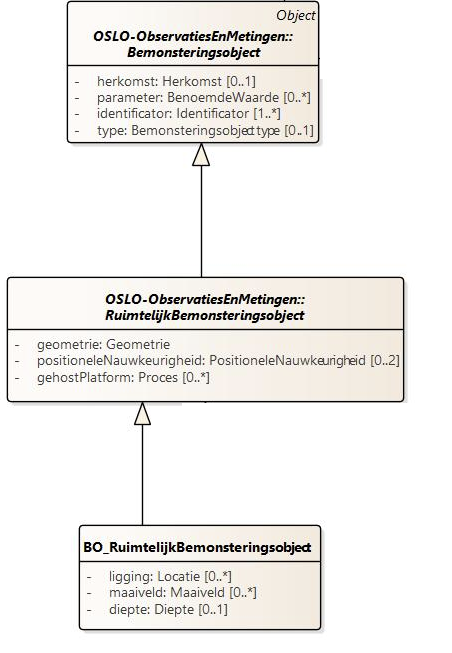 Object
OSLO-ObservatiesEnMetingen::
Bemonsteringsobject
- herkomst: Herkomst [0..1]
- parameter: BenoemdeWaarde [0..*]
- identificator: Identificator [1..*]
- type: Bemonsteringsobjecttype [0..1]
OSLO-ObservatiesEnMetingen::
RuimtelijkBemonsteringsobject
- geometrie: Geometrie
- positioneleNauwkeurigheid: PositioneleNauwkeurigheid [0..2]
- gehostPlatform: Proces [0..*]
BO_RuimtelijkBemonsteringsobject
- ligging: Locatie [0..*]
- maaiveld: Maaiveld [0..*]
- diepte: Diepte [0..1]